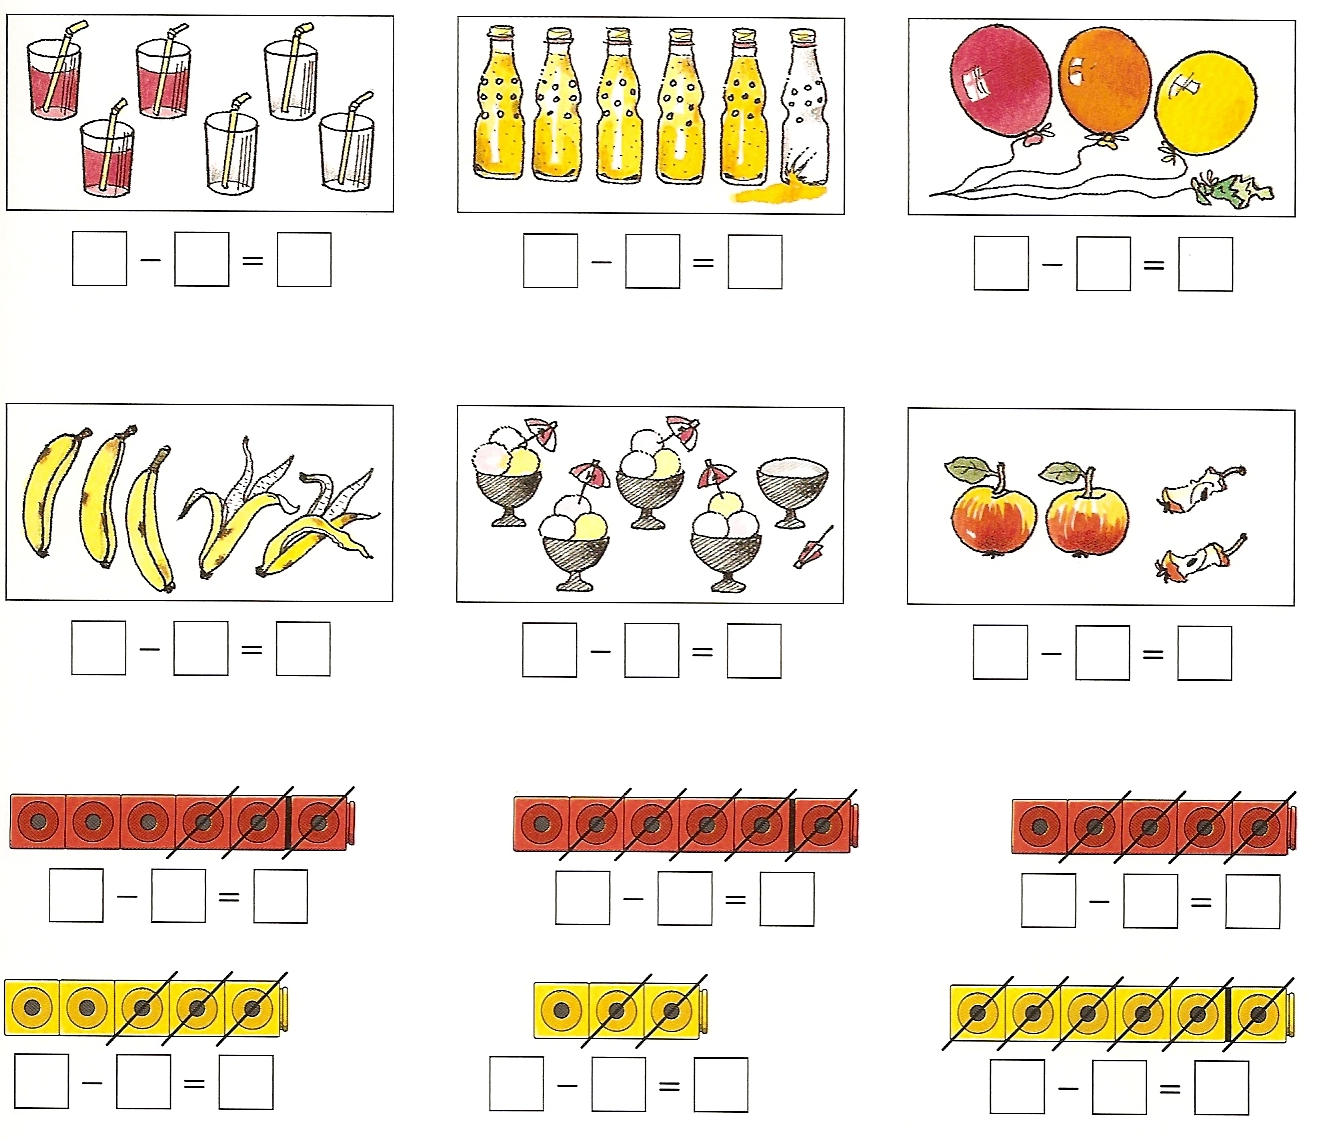 □ − □ = □ □ − □ = □ □ − □ = □
□ − □ = □ □ − □ = □ □ − □ = □
□ − □ = □ □ − □ = □ □ − □ = □
□ − □ = □ □ − □ = □ □ − □ = □